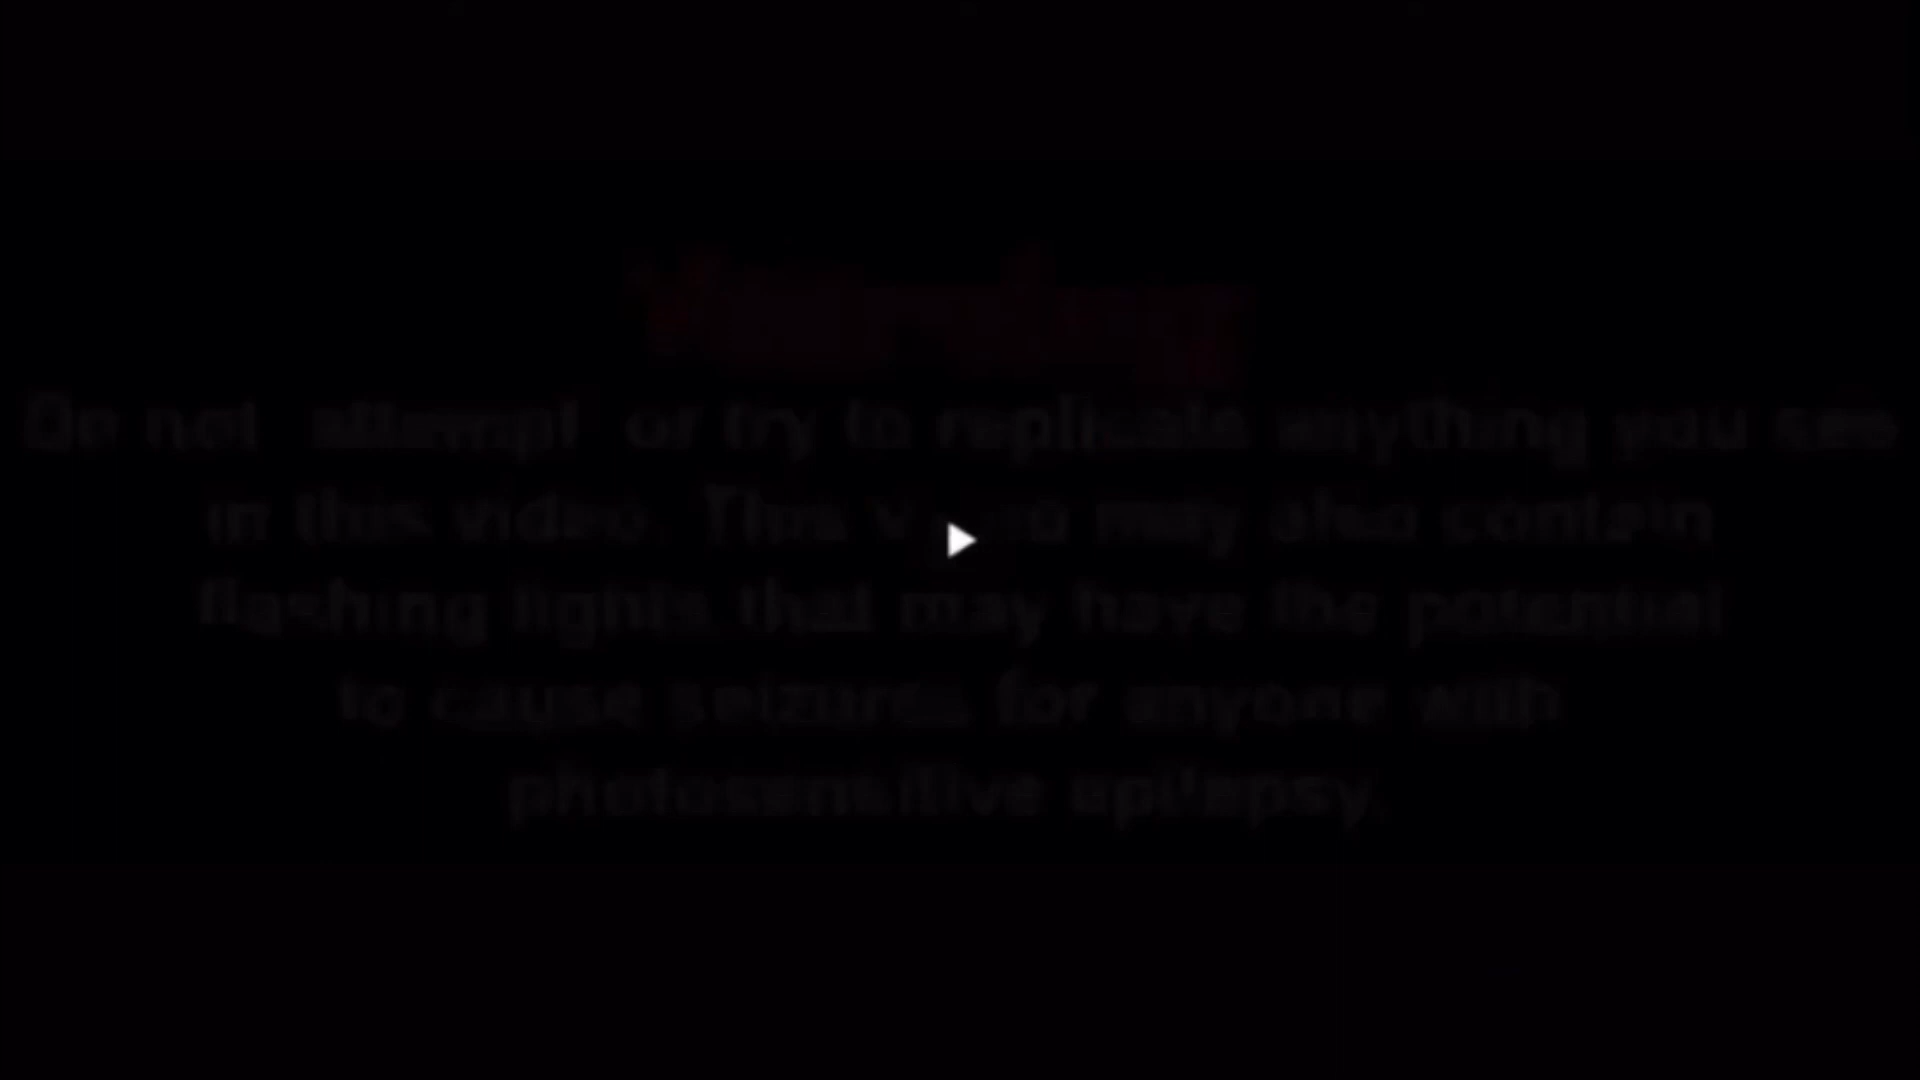 Warning
Do not attempt or try to replicate anything you see
in this video. This video may also contain
flashing lights that may have the potential
to cause seizures for anyone with
photosensitive epilepsy.